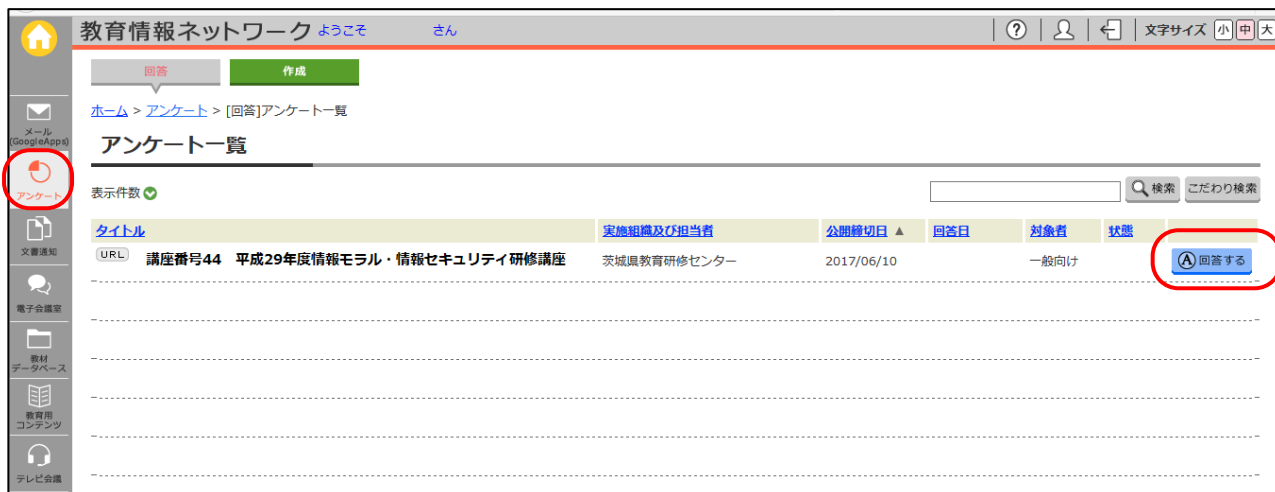 教育情報ネットワーク ようこそ さん ? 文字サイズ 小 中 大
回答 作成
ホーム > アンケート > [回答]アンケート一覧
アンケート一覧
表示件数 検索 こだわり検索
タイトル 実施組織及び担当者 公開締切日 ▲ 回答日 対象者 状態
URL 講座番号44 平成29年度情報モラル・情報セキュリティ研修講座 茨城県教育研修センター 2017/06/10 一般向け A 回答する
メール
(GoogleApps)
アンケート
文書通知
電子会議室
教材
データベース
教育用
コンテンツ
テレビ会議